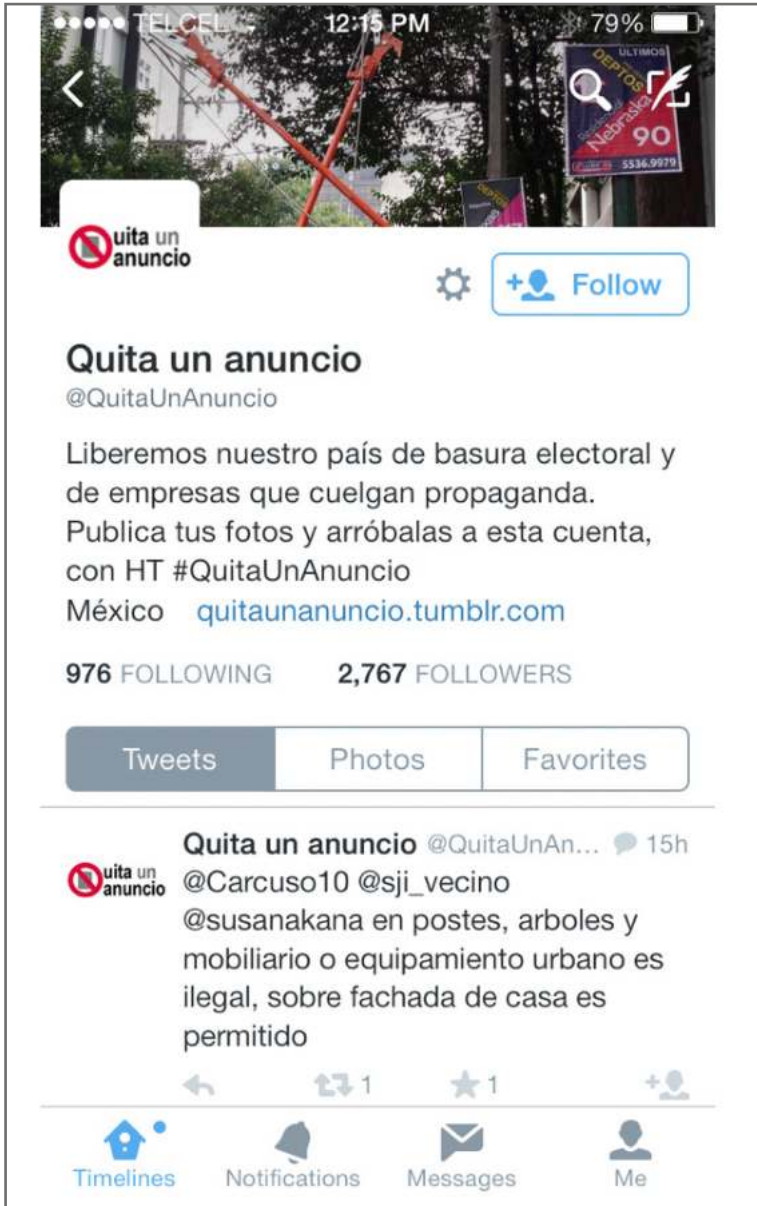 TELCEL 12:15 PM 79%
ÚLTIMOS
DEPTOS
Residencial
Nebraska
90
5536.9979
DEPTOS
uita un
anuncio
Follow
Quita un anuncio
@QuitaUnAnuncio
Liberemos nuestro país de basura electoral y
de empresas que cuelgan propaganda.
Publica tus fotos y arróbalas a esta cuenta,
con HT #QuitaUnAnuncio
México quitaunanuncio.tumblr.com
976 FOLLOWING 2,767 FOLLOWERS
Tweets Photos Favorites
Quita un anuncio @QuitaUnAn... 15h
uita un
anuncio
@Carcuso10 @sji_vecino
@susanakana en postes, arboles y
mobiliario o equipamiento urbano es
ilegal, sobre fachada de casa es
permitido
1 1
Timelines Notifications Messages Me